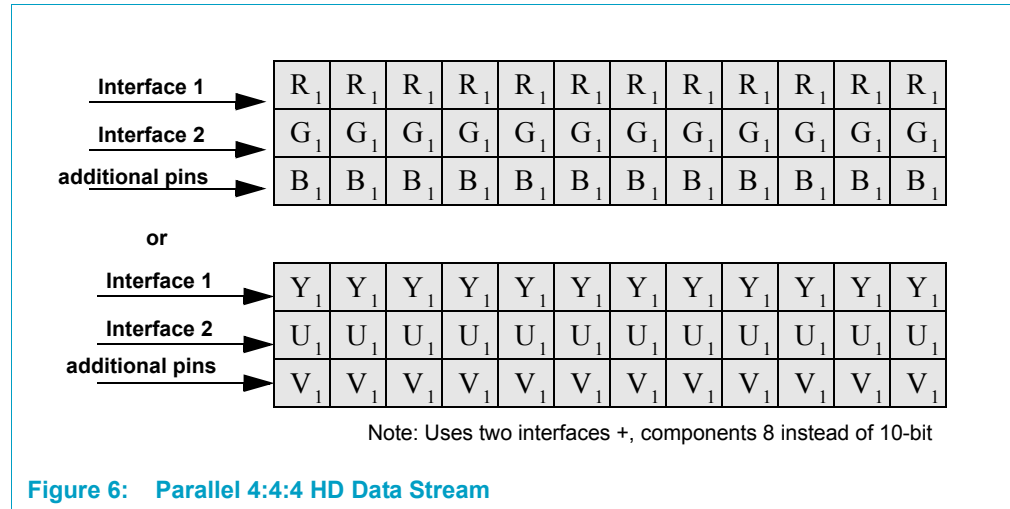 Interface 1 R1 R1 R1 R1 R1 R1 R1 R1 R1 R1 R1 R1
Interface 2 G1 G1 G1 G1 G1 G1 G1 G1 G1 G1 G1 G1
additional pins B1 B1 B1 B1 B1 B1 B1 B1 B1 B1 B1 B1
or
Interface 1 Y1 Y1 Y1 Y1 Y1 Y1 Y1 Y1 Y1 Y1 Y1 Y1
Interface 2 U1 U1 U1 U1 U1 U1 U1 U1 U1 U1 U1 U1
additional pins V1 V1 V1 V1 V1 V1 V1 V1 V1 V1 V1 V1
Note: Uses two interfaces +, components 8 instead of 10-bit
Figure 6: Parallel 4:4:4 HD Data Stream